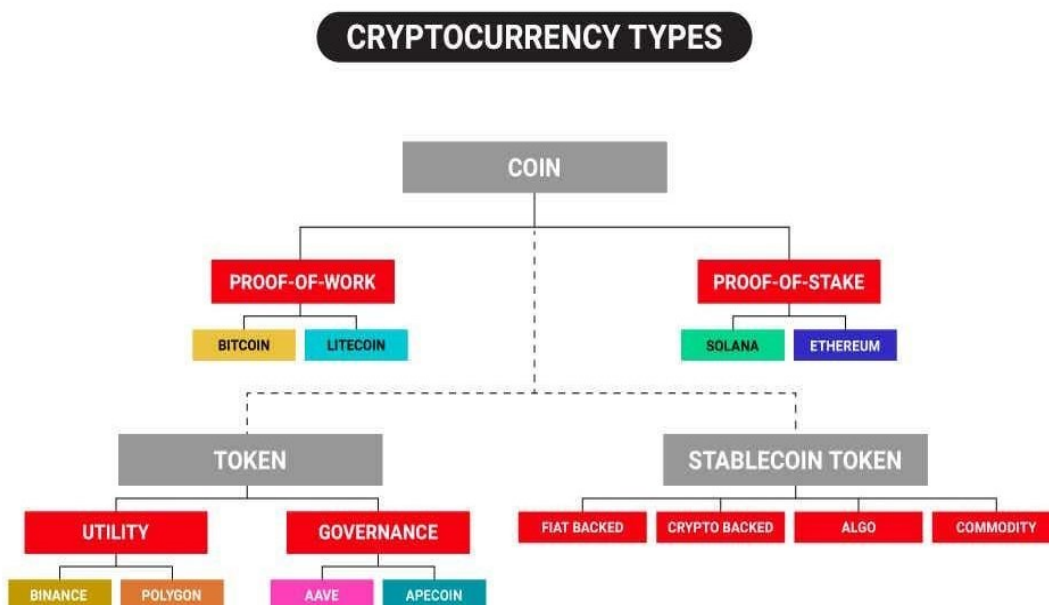 CRYPTOCURRENCY TYPES
COIN
PROOF-OF-WORK
PROOF-OF-STAKE
BITCOIN
LITECOIN
SOLANA
ETHEREUM
TOKEN
STABLECOIN TOKEN
UTILITY
GOVERNANCE
FIAT BACKED
CRYPTO BACKED
ALGO
COMMODITY
BINANCE
POLYGON
AAVE
APECOIN